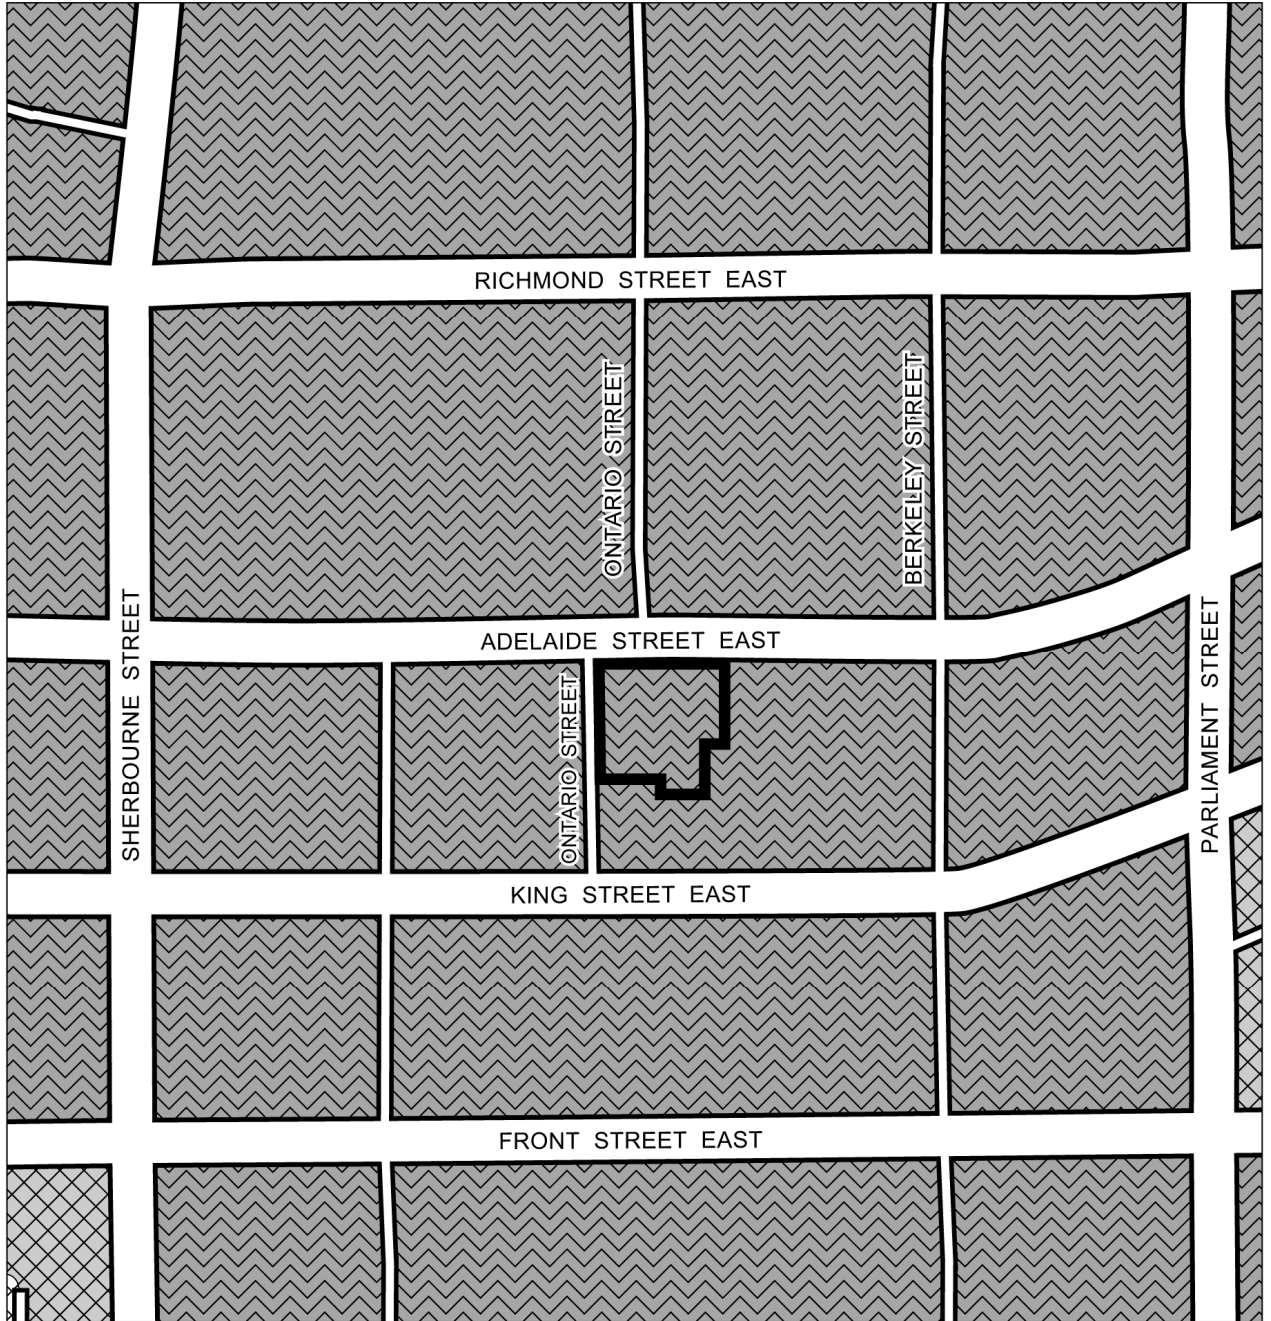 RICHMOND STREET EAST
ONTARIO STREET
BERKELEY STREET
ADELAIDE STREET EAST
SHERBOURNE STREET
ONTARIO STREET
PARLIAMENT STREET
KING STREET EAST
FRONT STREET EAST